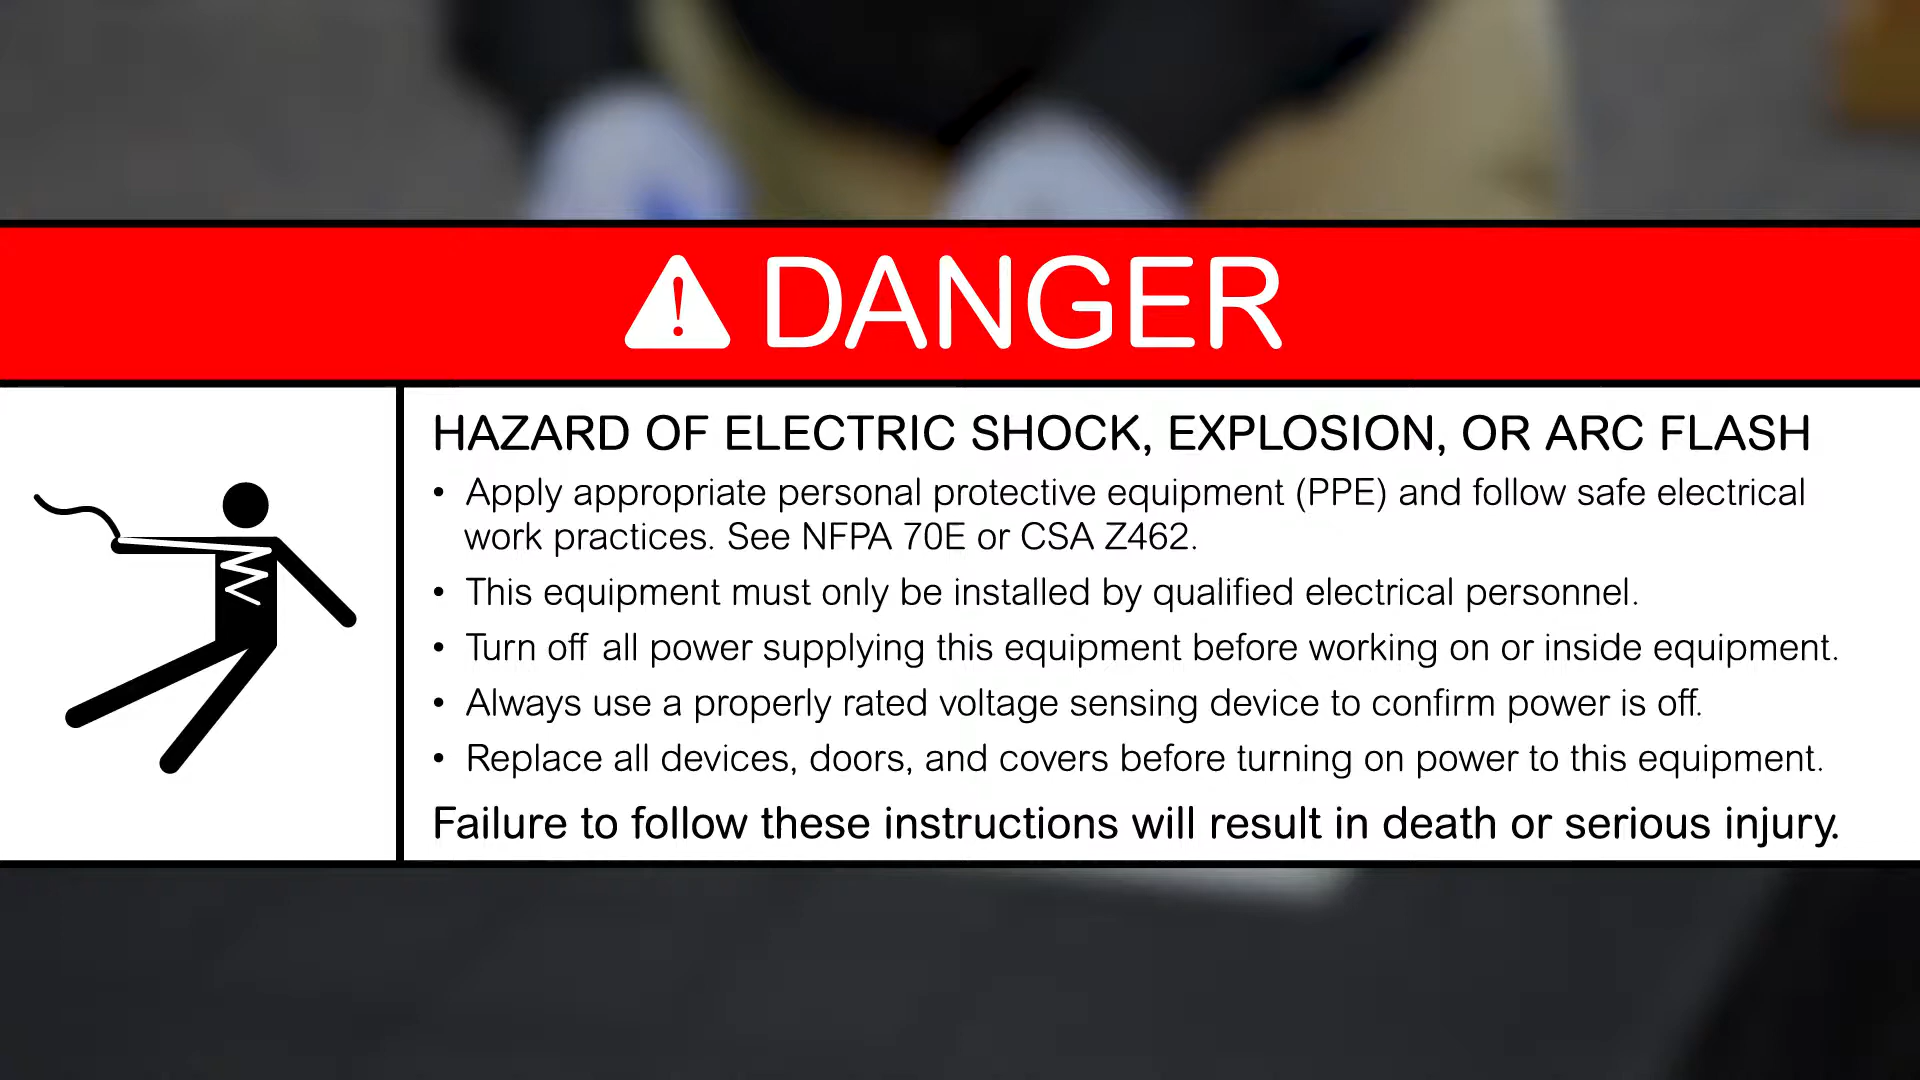 DANGER
HAZARD OF ELECTRIC SHOCK, EXPLOSION, OR ARC FLASH
• Apply appropriate personal protective equipment (PPE) and follow safe electrical
work practices. See NFPA 70E or CSA Z462.
• This equipment must only be installed by qualified electrical personnel.
• Turn off all power supplying this equipment before working on or inside equipment.
• Always use a properly rated voltage sensing device to confirm power is off.
• Replace all devices, doors, and covers before turning on power to this equipment.
Failure to follow these instructions will result in death or serious injury.